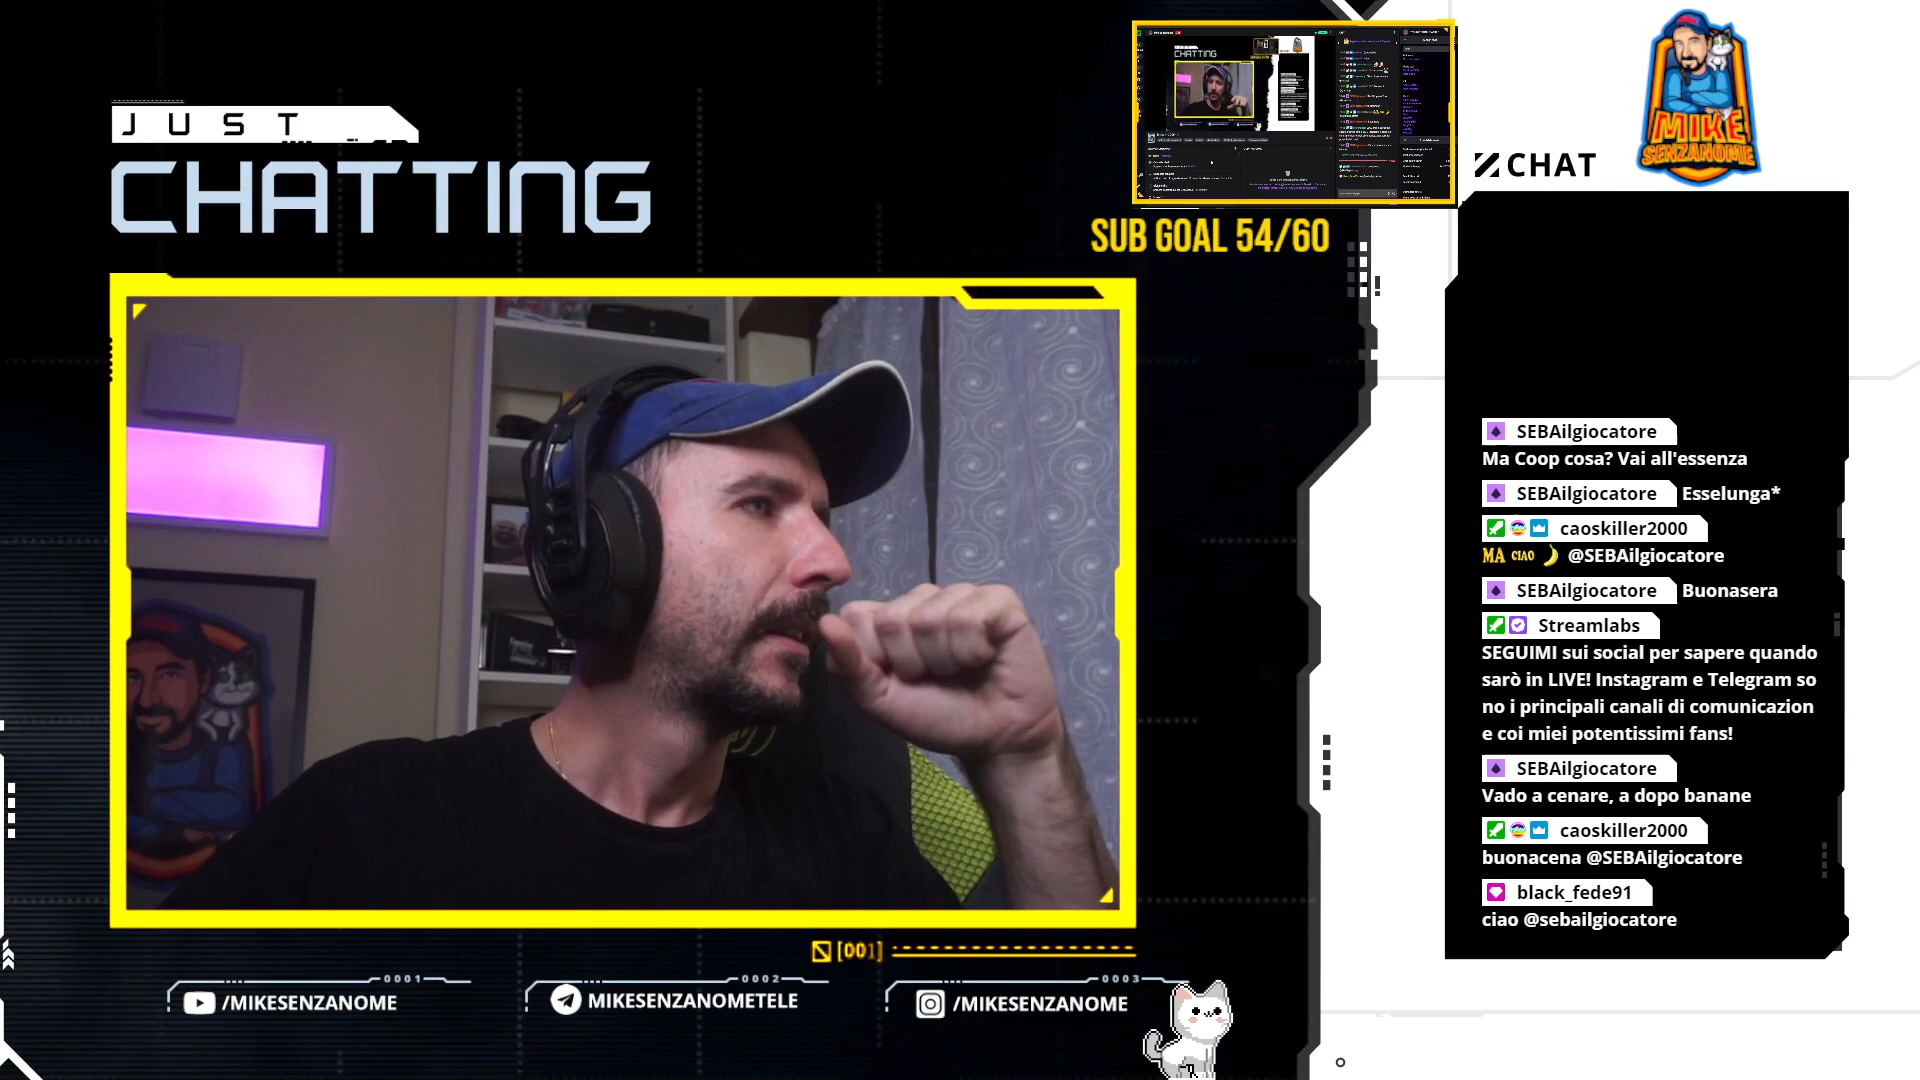 JUST
CHATTING
CHATTING
SUB GOAL 54/60
CHAT
MIKE
SENZANOME
SEBAilgiocatore
Ma Coop cosa? Vai all'essenza
SEBAilgiocatore Esselunga*
caoskiller2000
MA CIAO @SEBAilgiocatore
SEBAilgiocatore Buonasera
Streamlabs
SEGUIMI sui social per sapere quando
sarò in LIVE! Instagram e Telegram so
no i principali canali di comunicazion
e coi miei potentissimi fans!
SEBAilgiocatore
Vado a cenare, a dopo banane
caoskiller2000
buonacena @SEBAilgiocatore
black_fede91
ciao @sebailgiocatore
[001]
0001
/MIKESENZANOME
0002
MIKESENZANOMETELE
0003
/MIKESENZANOME